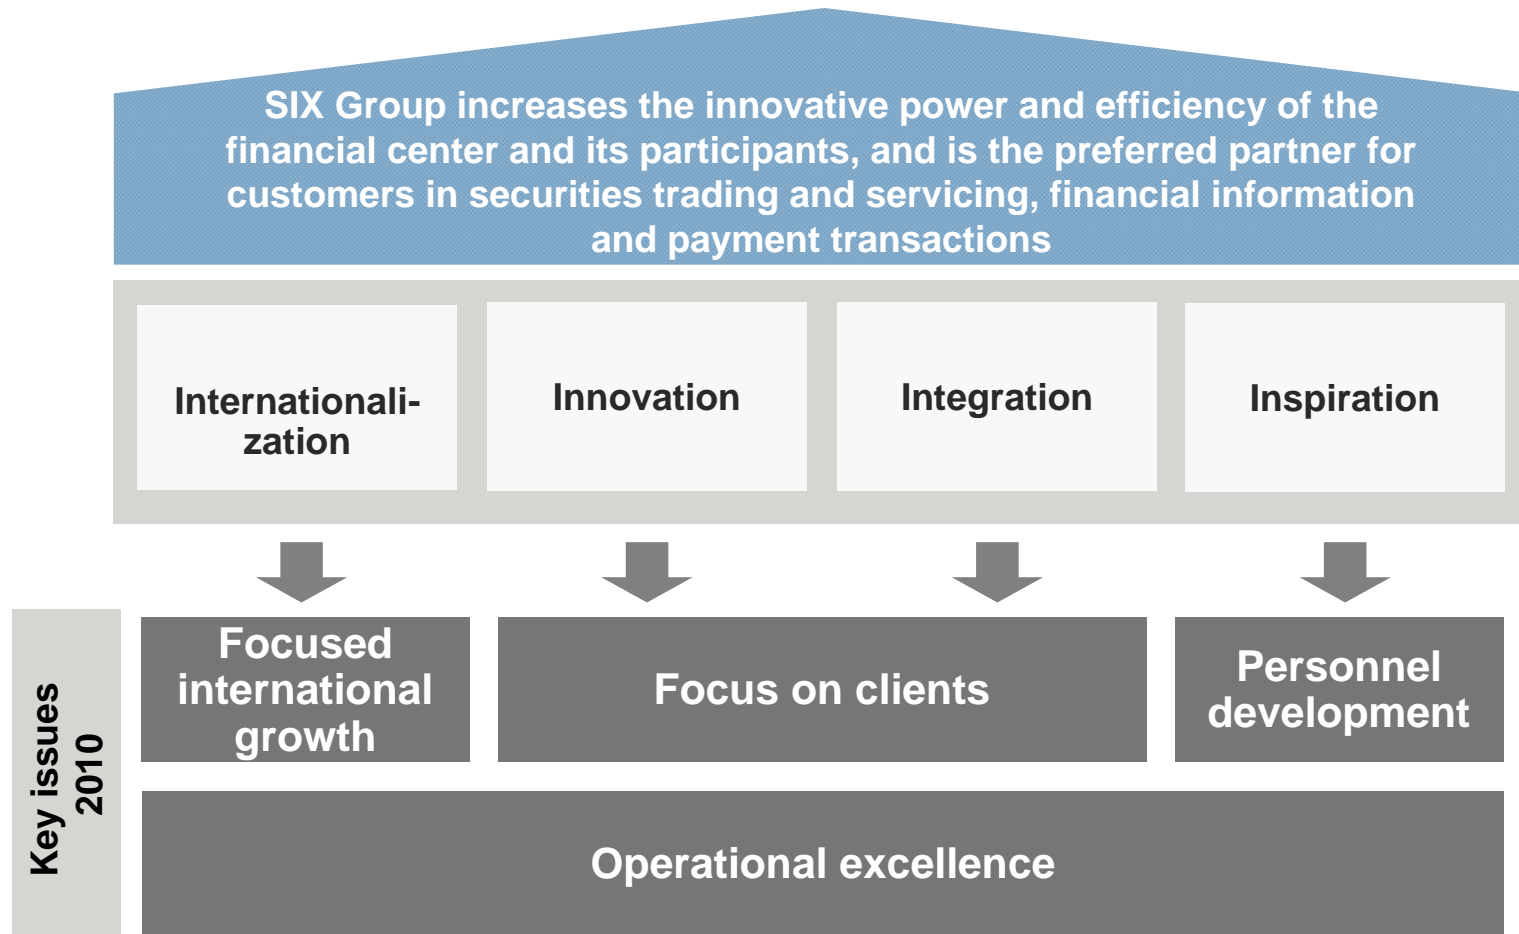 SIX Group increases the innovative power and efficiency of the
financial center and its participants, and is the preferred partner for
customers in securities trading and servicing, financial information
and payment transactions
Internationali-
zation
Innovation
Integration
Inspiration
Key issues
2010
Focused
international
growth
Focus on clients
Personnel
development
Operational excellence